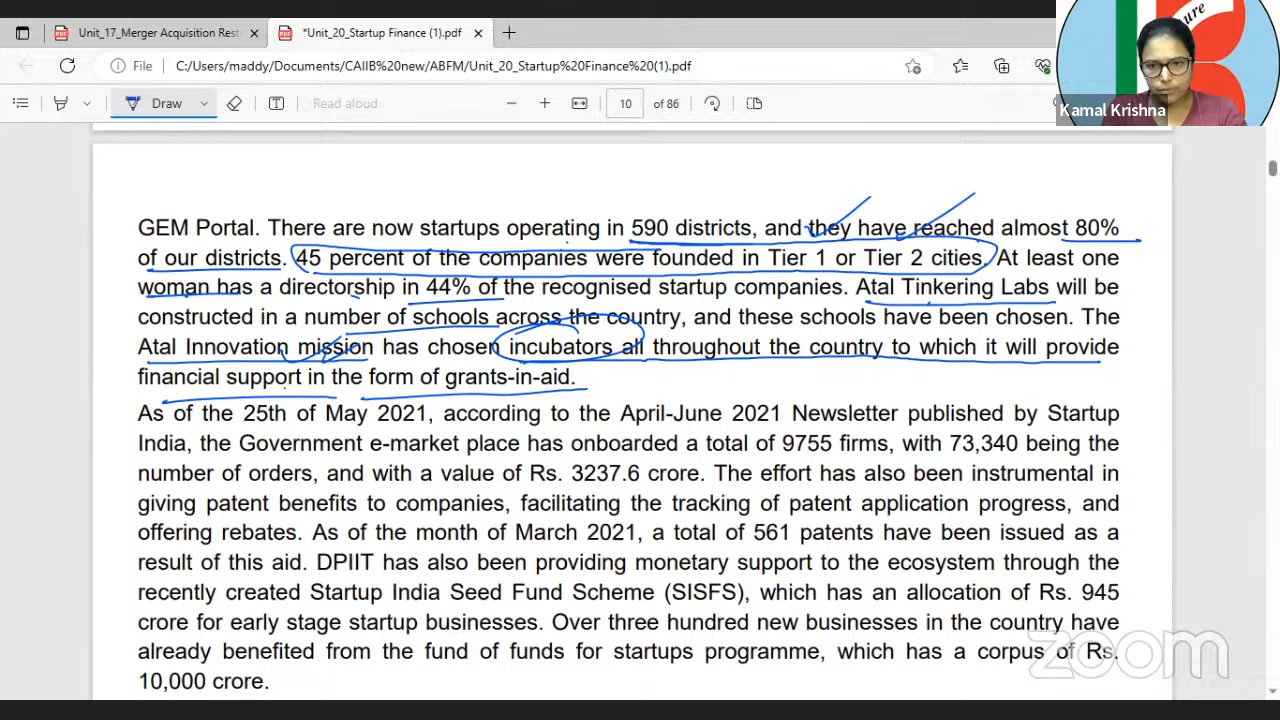 Unit_17_Merger Acquisition Rest
*Unit_20_Startup Finance (1).pdf
File
C:/Users/maddy/Documents/CAIIB%20new/ABFM/Unit_20_Startup%20Finance%20(1).pdf
Draw
Read aloud
10
of 86
ture
Kamal Krishna
GEM Portal. There are now startups operating in 590 districts, and they have reached almost 80%
of our districts. 45 percent of the companies were founded in Tier 1 or Tier 2 cities. At least one
woman has a directorship in 44% of the recognised startup companies. Atal Tinkering Labs will be
constructed in a number of schools across the country, and these schools have been chosen. The
Atal Innovation mission has chosen incubators all throughout the country to which it will provide
financial support in the form of grants-in-aid.
As of the 25th of May 2021, according to the April-June 2021 Newsletter published by Startup
India, the Government e-market place has onboarded a total of 9755 firms, with 73,340 being the
number of orders, and with a value of Rs. 3237.6 crore. The effort has also been instrumental in
giving patent benefits to companies, facilitating the tracking of patent application progress, and
offering rebates. As of the month of March 2021, a total of 561 patents have been issued as a
result of this aid. DPIIT has also been providing monetary support to the ecosystem through the
recently created Startup India Seed Fund Scheme (SISFS), which has an allocation of Rs. 945
crore for early stage startup businesses. Over three hundred new businesses in the country have
already benefited from the fund of funds for startups programme, which has a corpus of Rs.
10,000 crore.
zoom